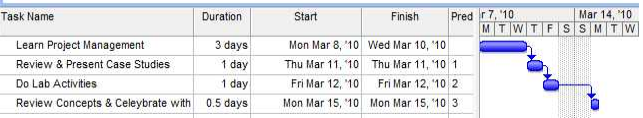 Task Name Duration Start Finish Pred r 7, '10 Mar 14, '10
M T W T F S S M T W
Learn Project Management 3 days Mon Mar 8, '10 Wed Mar 10, '10
Review & Present Case Studies 1 day Thu Mar 11, '10 Thu Mar 11, '10 1
Do Lab Activities 1 day Fri Mar 12, '10 Fri Mar 12, '10 2
Review Concepts & Celeybrate with 0.5 days Mon Mar 15, '10 Mon Mar 15, '10 3